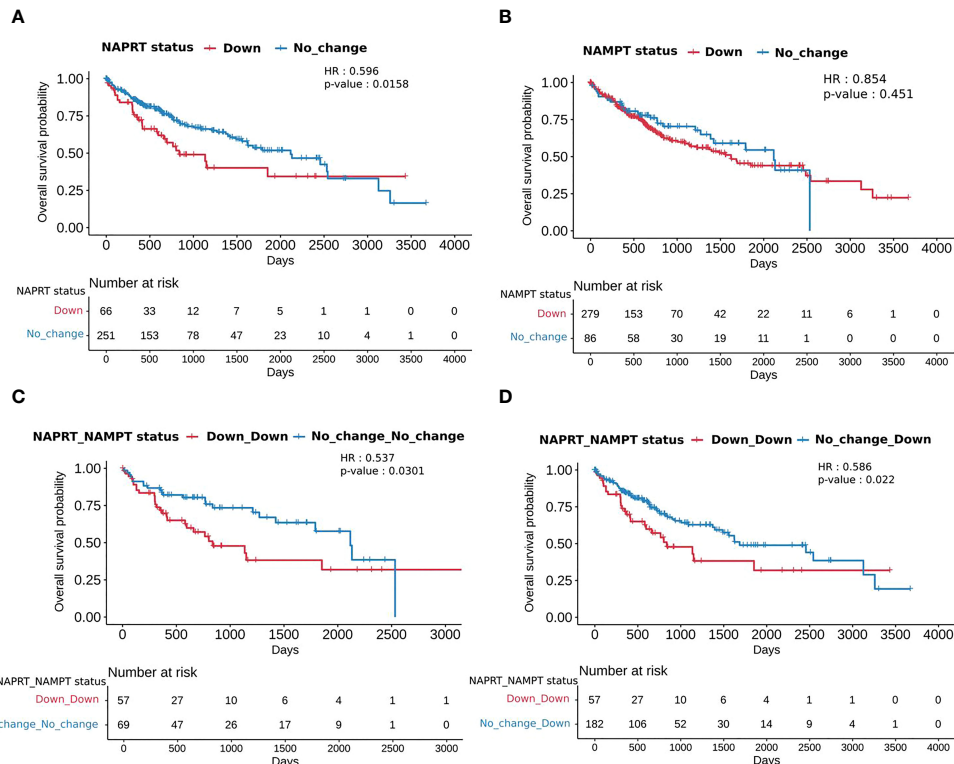 A
NAPRT status Down No_change
HR : 0.596
p-value : 0.0158
Overall survival probability
1.00
0.75
0.50
0.25
0.00
0 500 1000 1500 2000 2500 3000 3500 4000
Days
Number at risk
NAPRT status
Down 66 33 12 7 5 1 1 0 0
No_change 251 153 78 47 23 10 4 1 0
0 500 1000 1500 2000 2500 3000 3500 4000
Days
B
NAMPT status Down No_change
HR : 0.854
p-value : 0.451
Overall survival probability
1.00
0.75
0.50
0.25
0.00
0 500 1000 1500 2000 2500 3000 3500 4000
Days
Number at risk
NAMPT status
Down 279 153 70 42 22 11 6 1 0
No_change 86 58 30 19 11 1 0 0 0
0 500 1000 1500 2000 2500 3000 3500 4000
Days
C
NAPRT_NAMPT status Down_Down No_change_No_change
HR : 0.537
p-value : 0.0301
Overall survival probability
1.00
0.75
0.50
0.25
0.00
0 500 1000 1500 2000 2500 3000
Days
Number at risk
NAPRT_NAMPT status
Down_Down 57 27 10 6 4 1 1
change_No_change 69 47 26 17 9 1 0
0 500 1000 1500 2000 2500 3000
Days
D
NAPRT_NAMPT status Down_Down No_change_Down
HR : 0.586
p-value : 0.022
Overall survival probability
1.00
0.75
0.50
0.25
0.00
0 500 1000 1500 2000 2500 3000 3500 4000
Days
Number at risk
NAPRT_NAMPT status
Down_Down 57 27 10 6 4 1 1 0 0
No_change_Down 182 106 52 30 14 9 4 1 0
0 500 1000 1500 2000 2500 3000 3500 4000
Days